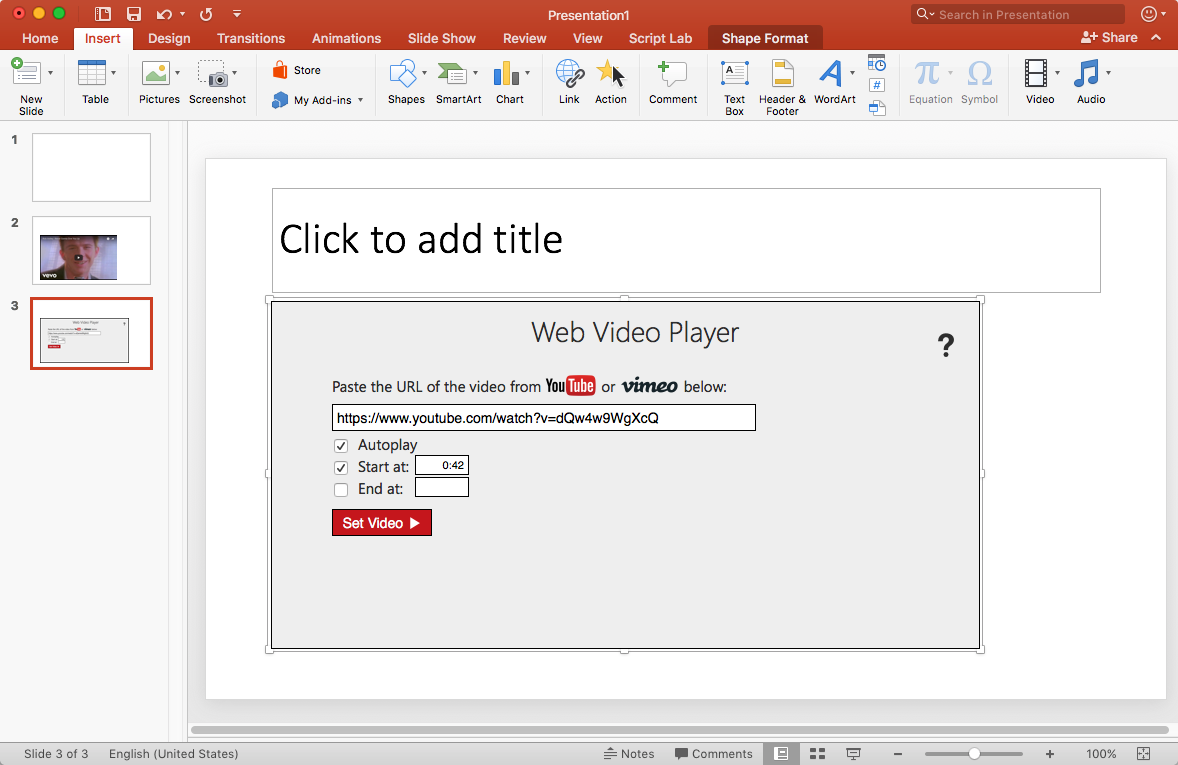 Presentation1
Search in Presentation
Home Insert Design Transitions Animations Slide Show Review View Script Lab Shape Format Share
New Slide
Table
Pictures
Screenshot
Store
My Add-ins
Shapes
SmartArt
Chart
Link
Action
Comment
Text Box
Header & Footer
WordArt
#
Equation
Symbol
Video
Audio
1
2
vevo
3
Click to add title
Web Video Player
?
Paste the URL of the video from YouTube or vimeo below:
https://www.youtube.com/watch?v=dQw4w9WgXcQ
Autoplay
Start at: 0:42
End at:
Set Video
Slide 3 of 3 English (United States) Notes Comments 100%